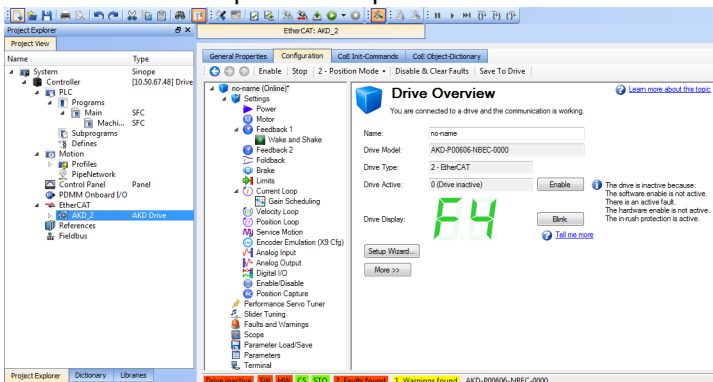 Project Explorer
EtherCAT: AKD_2
Project View
Name Type
System Sinope
Controller [10.50.67.48] Drive
PLC
Programs
Main SFC
Machi... SFC
Subprograms
Defines
Motion
Profiles
PipeNetwork
Control Panel Panel
PDMM Onboard I/O
EtherCAT
AKD_2 AKD Drive
References
Fieldbus
Project Explorer Dictionary Libraries
General Properties Configuration CoE Init-Commands CoE Object-Dictionary
Enable Stop 2 - Position Mode Disable & Clear Faults Save To Drive
no-name (Online)*
Settings
Power
Motor
Feedback 1
Wake and Shake
Feedback 2
Foldback
Brake
Limits
Current Loop
Gain Scheduling
Velocity Loop
Position Loop
Service Motion
Encoder Emulation (X9 Cfg)
Analog Input
Analog Output
Digital I/O
Enable/Disable
Position Capture
Performance Servo Tuner
Slider Tuning
Faults and Warnings
Scope
Parameter Load/Save
Parameters
Terminal
Drive Overview
Learn more about this topic
You are connected to a drive and the communication is working.
Name: no-name
Drive Model: AKD-P00606-NBEC-0000
Drive Type: 2 - EtherCAT
Drive Active: 0 (Drive inactive) Enable
The drive is inactive because:
The software enable is not active.
There is an active fault.
The hardware enable is not active.
The in-rush protection is active.
Drive Display: F4 Blink
Tell me more
Setup Wizard...
More >>
Drive inactive SW HW CS STO 2 Faults found 1 Warnings found AKD-P00606-NBEC-0000